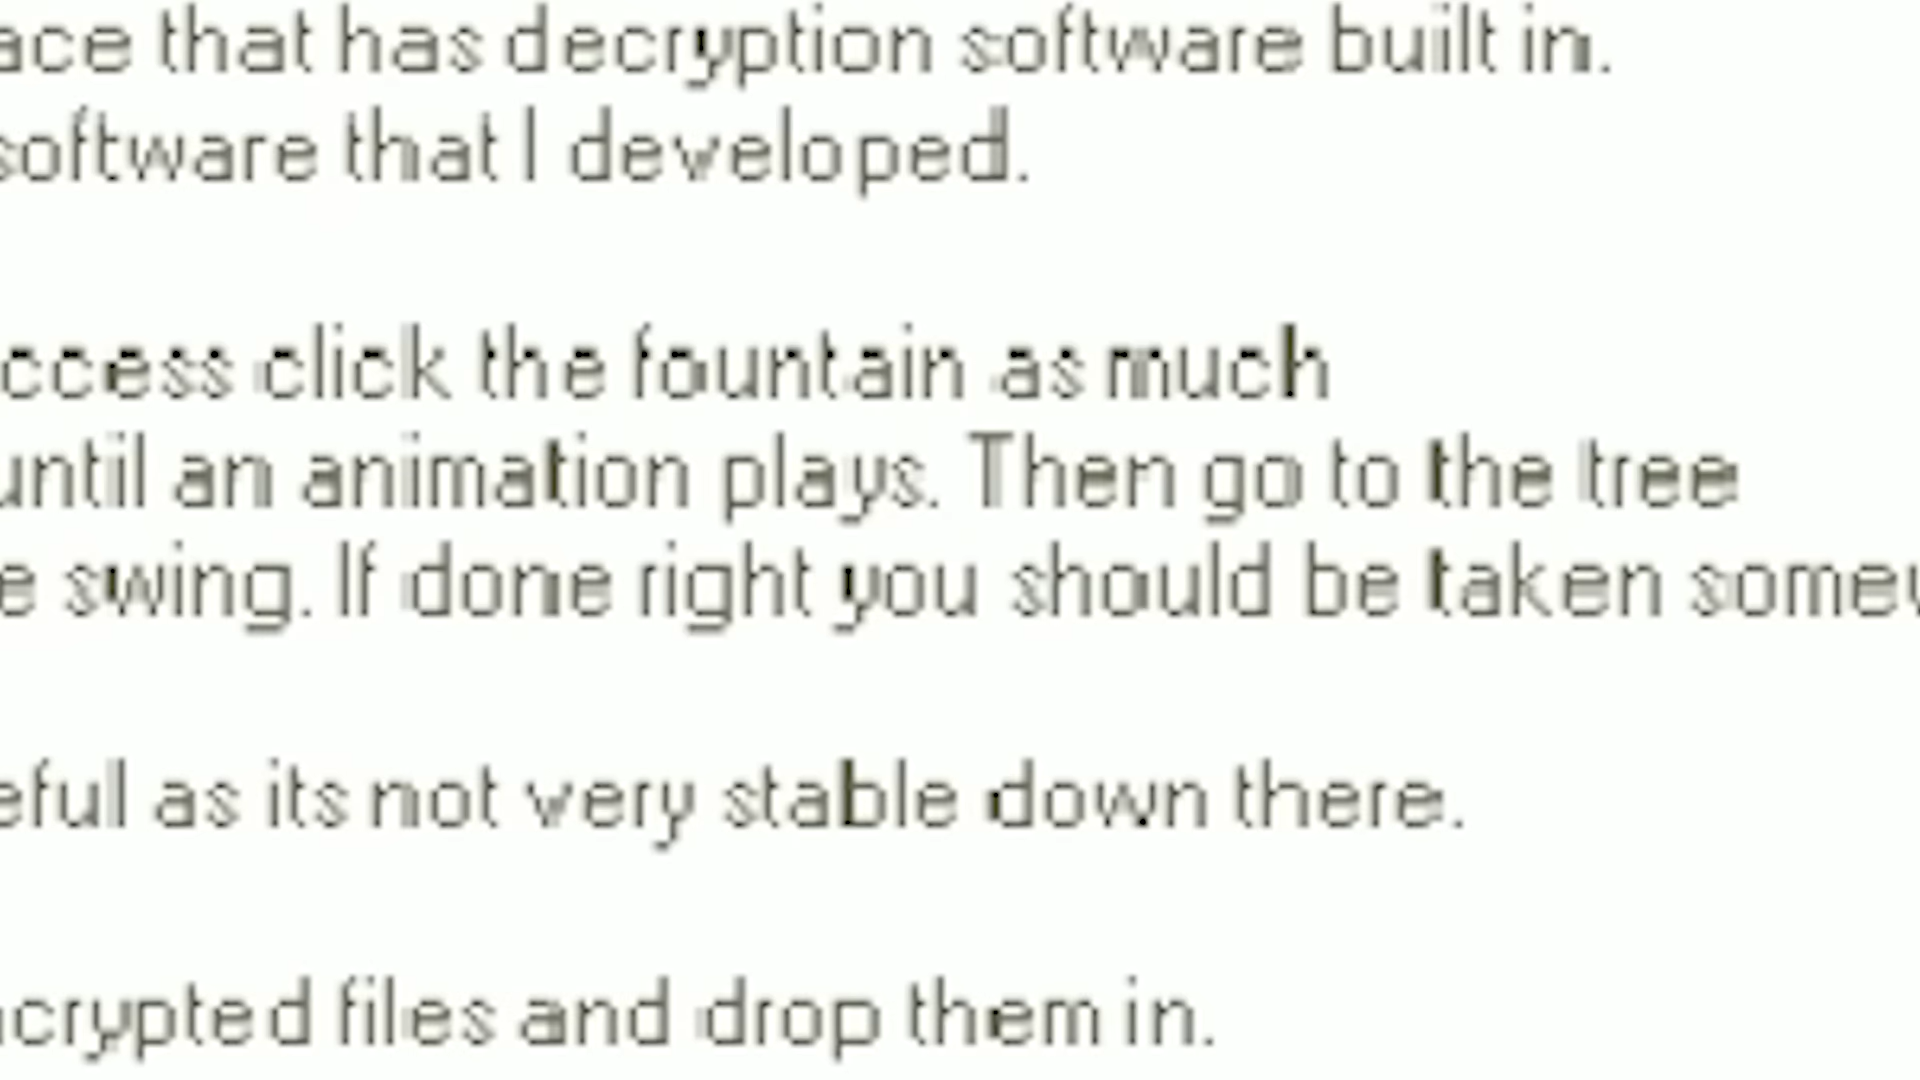 ace that has decryption software built in.
software that I developed.
ccess click the fountain as much
until an animation plays. Then go to the tree
e swing. If done right you should be taken somew
eful as its not very stable down there.
ncrypted files and drop them in.